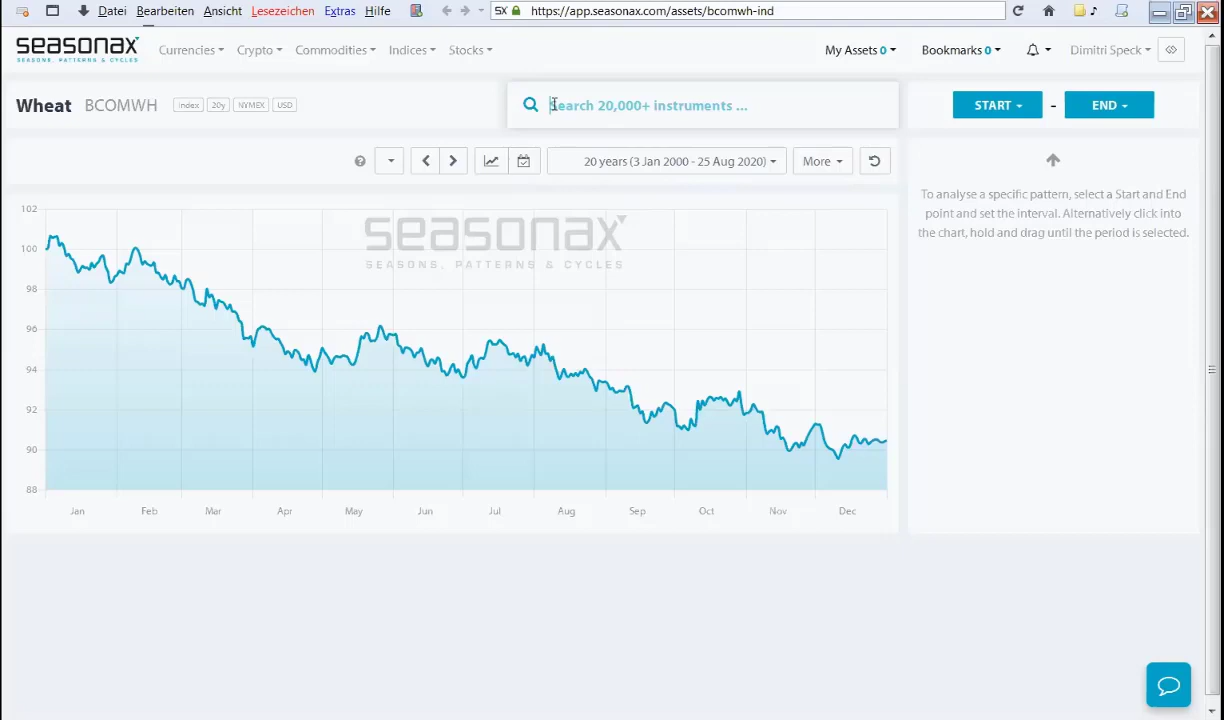 Datei Bearbeiten Ansicht Lesezeichen Extras Hilfe SX https://app.seasonax.com/assets/bcomwh-ind
seasonax Currencies Crypto Commodities Indices Stocks My Assets 0 Bookmarks 0 Dimitri Speck
SEASONS, PATTERNS & CYCLES
Wheat BCOMWH Index 20y NYMEX USD Search 20,000+ instruments ... START - END
20 years (3 Jan 2000 - 25 Aug 2020) More
To analyse a specific pattern, select a Start and End
point and set the interval. Alternatively click into
the chart, hold and drag until the period is selected.
seasonax
SEASONS, PATTERNS & CYCLES
102
100
98
96
94
92
90
88
Jan Feb Mar Apr May Jun Jul Aug Sep Oct Nov Dec